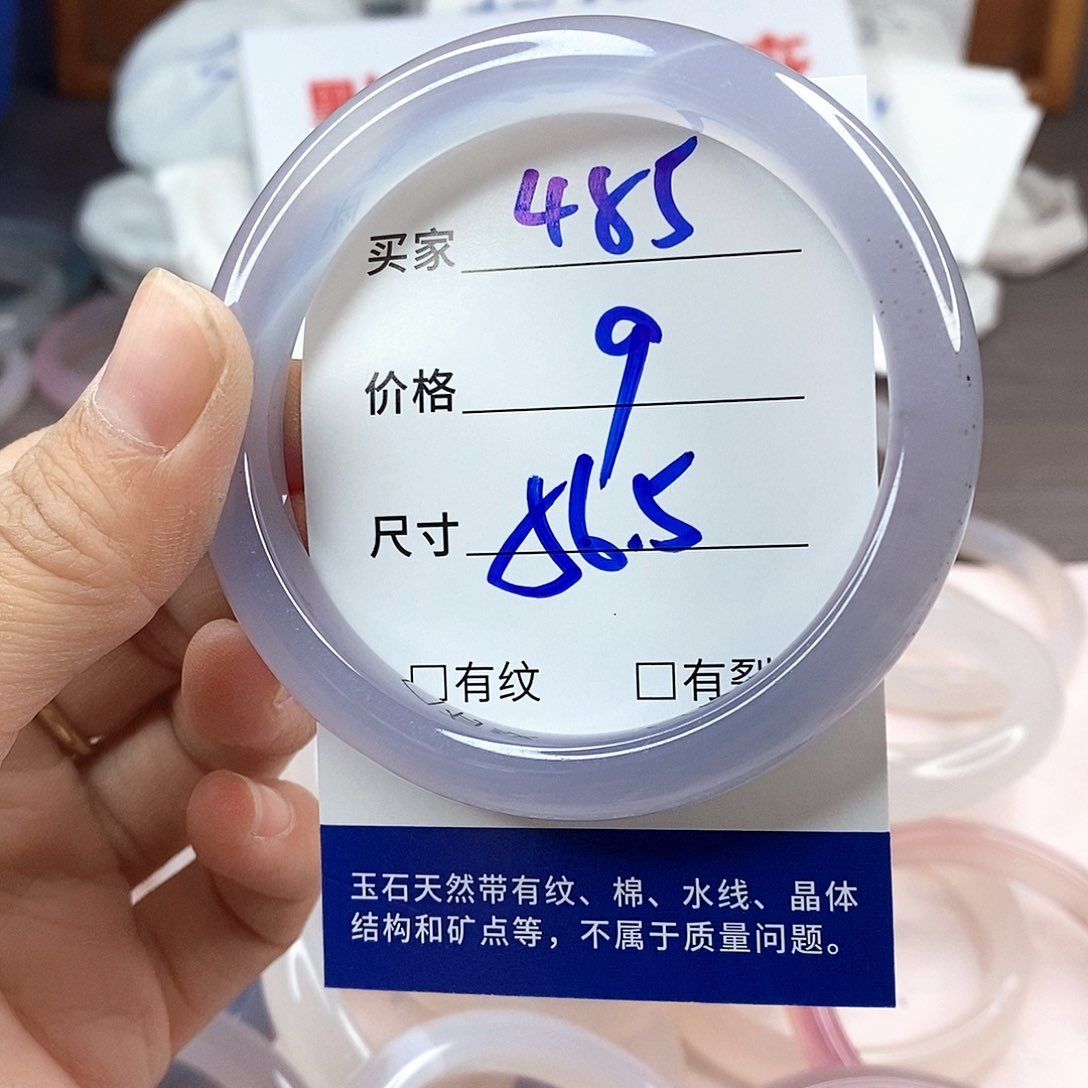 买家 485
价格 9
尺寸 56.5
□有纹 □有裂
玉石天然带有纹、棉、水线、晶体
结构和矿点等，不属于质量问题。